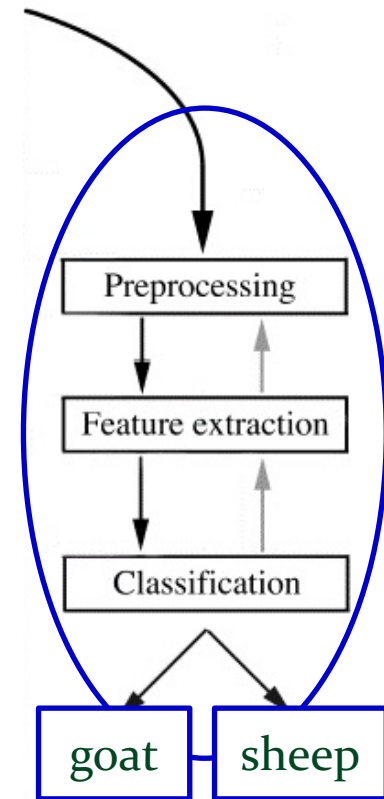 Preprocessing
Feature extraction
Classification
goat sheep